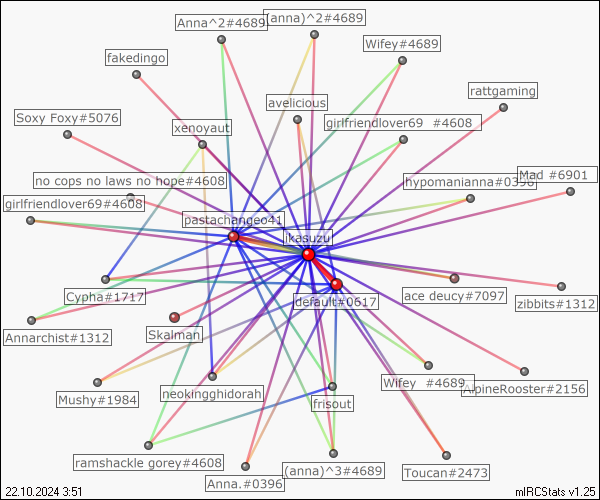 Anna^2#4689
(anna)^2#4689
Wifey#4689
fakedingo
rattgaming
avelicious
Soxy Foxy#5076
xenoyaut
girlfriendlover69 #4608
no cops no laws no hope#4608
hypomanianna#0396
Mad #6901
girlfriendlover69#4608
pastachangeo41
jkasuzu
Cypha#1717
default#0617
ace deucy#7097
zibbits#1312
Annarchist#1312
Skalman
Mushy#1984
neokingghidorah
frisout
Wifey #4689
AlpineRooster#2156
ramshackle gorey#4608
Anna.#0396
(anna)^3#4689
Toucan#2473
22.10.2024 3:51
mIRCStats v1.25